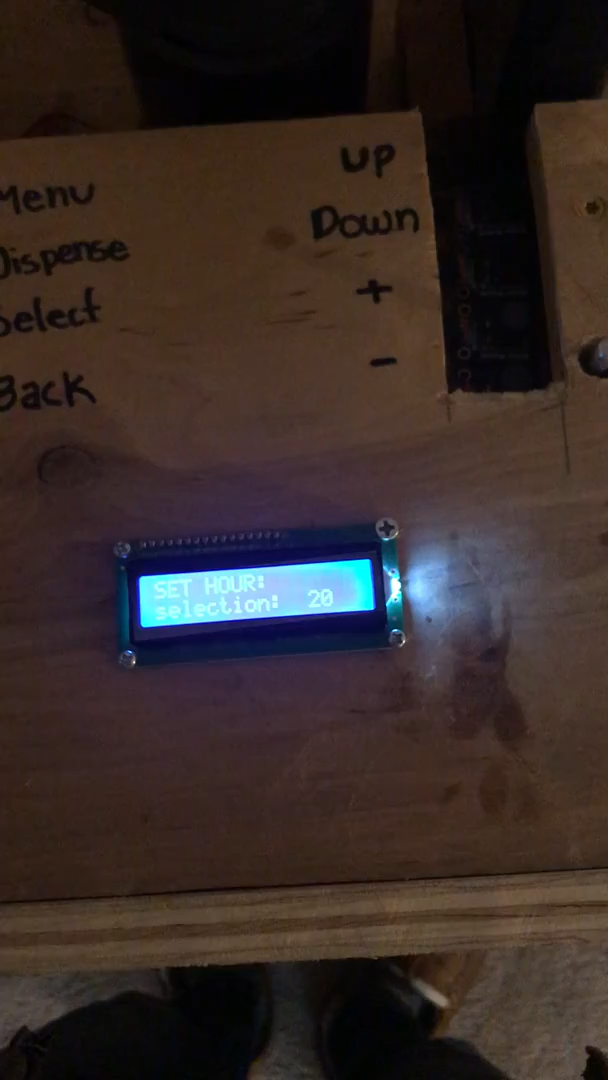 Menu
Dispense
Select
Back
UP
Down
+
-
SET HOUR:
selection: 20